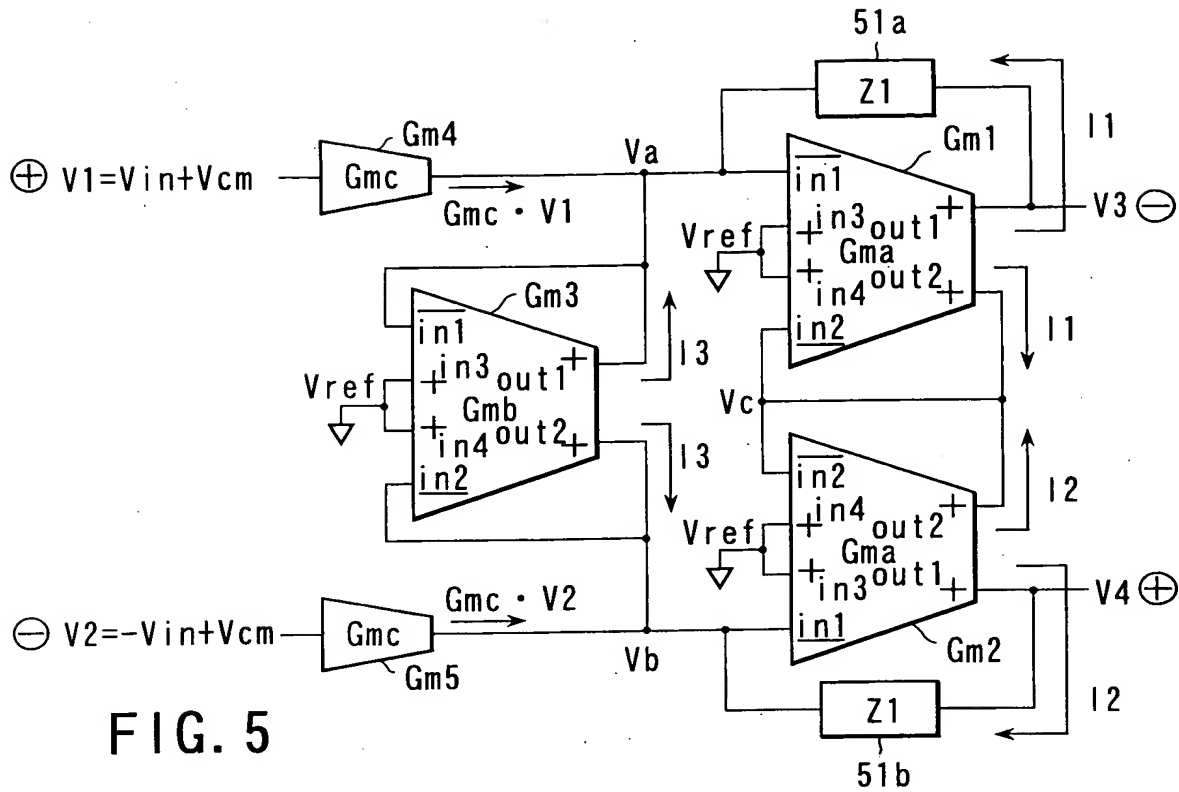 51a
Z1
I1
Gm4
Gm1
⊕ V1=Vin+Vcm
Gmc
Va
in1
Gmc · V1
in3
+
out1
+
V3 ⊖
Vref
Gma
+
in4
out2
+
in2
I1
Gm3
in1
I3
in3
+
out1
+
Vref
Gmb
+
in4
out2
+
in2
I3
Vc
in2
in4
+
out2
+
I2
Vref
Gma
+
in3
out1
+
V4 ⊕
in1
Gm2
Gmc · V2
⊖ V2=-Vin+Vcm
Gmc
Vb
Gm5
Z1
I2
51b
FIG. 5